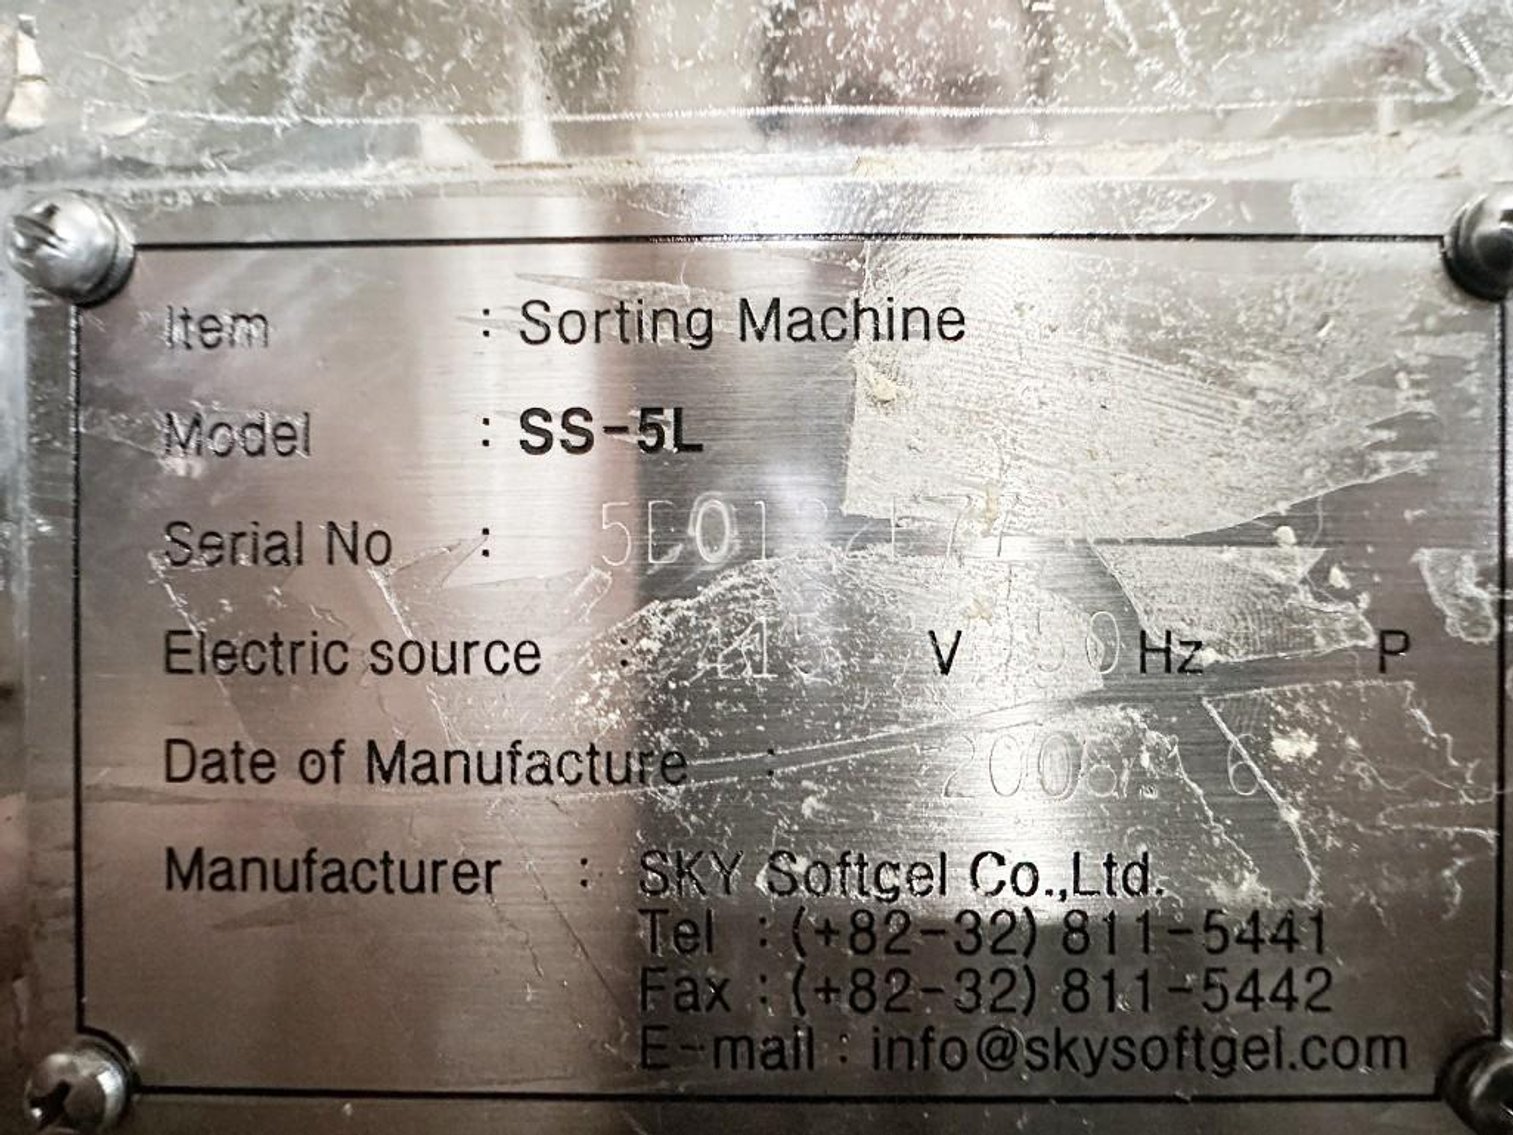 Item : Sorting Machine
Model : SS-5L
Serial No :
Electric source : V Hz P
Date of Manufacture :
Manufacturer : SKY Softgel Co.,Ltd.
Tel : (+82-32) 811-5441
Fax : (+82-32) 811-5442
E-mail : info@skysoftgel.com